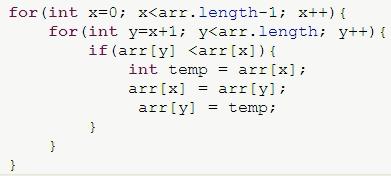 for(int x=0; x<arr.length-1; x++){
    for(int y=x+1; y<arr.length; y++){
        if(arr[y] <arr[x]){
            int temp = arr[x];
            arr[x] = arr[y];
             arr[y] = temp;
        }
    }
}